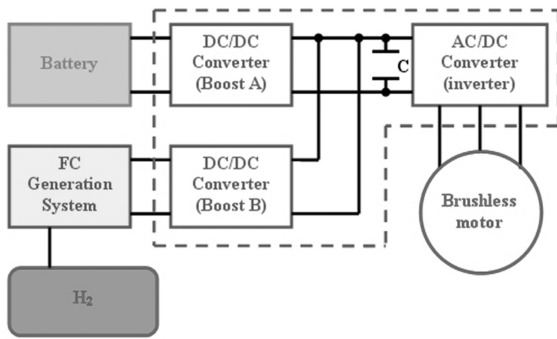 Battery
DC/DC
Converter
(Boost A)
C
AC/DC
Converter
(inverter)
FC
Generation
System
DC/DC
Converter
(Boost B)
Brushless
motor
H₂